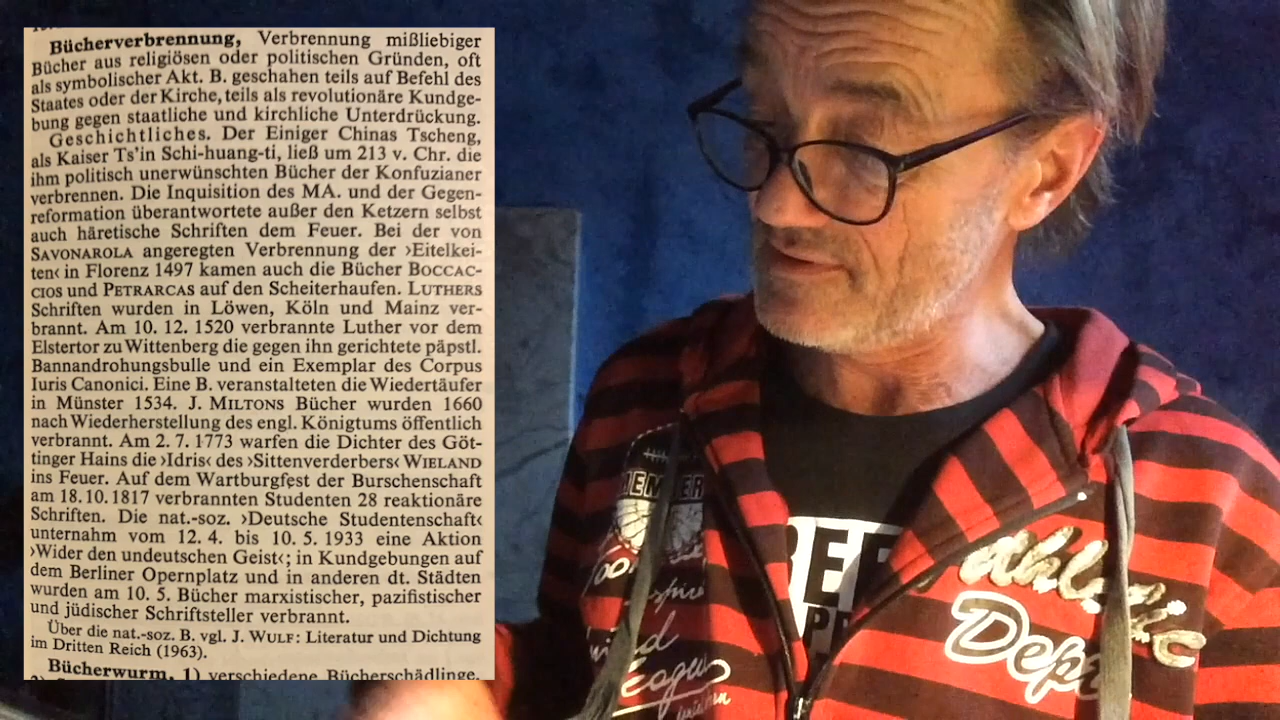 Bücherverbrennung, Verbrennung mißliebiger
Bücher aus religiösen oder politischen Gründen, oft
als symbolischer Akt. B. geschahen teils auf Befehl des
Staates oder der Kirche, teils als revolutionäre Kundge-
bung gegen staatliche und kirchliche Unterdrückung.
Geschichtliches. Der Einiger Chinas Tscheng,
als Kaiser Ts'in Schi-huang-ti, ließ um 213 v. Chr. die
ihm politisch unerwünschten Bücher der Konfuzianer
verbrennen. Die Inquisition des MA. und der Gegen-
reformation überantwortete außer den Ketzern selbst
auch häretische Schriften dem Feuer. Bei der von
SAVONAROLA angeregten Verbrennung der ›Eitelkei-
ten‹ in Florenz 1497 kamen auch die Bücher BOCCAC-
CIOS und PETRARCAS auf den Scheiterhaufen. LUTHERS
Schriften wurden in Löwen, Köln und Mainz ver-
brannt. Am 10. 12. 1520 verbrannte Luther vor dem
Elstertor zu Wittenberg die gegen ihn gerichtete päpstl.
Bannandrohungsbulle und ein Exemplar des Corpus
Iuris Canonici. Eine B. veranstalteten die Wiedertäufer
in Münster 1534. J. MILTONS Bücher wurden 1660
nach Wiederherstellung des engl. Königtums öffentlich
verbrannt. Am 2. 7. 1773 warfen die Dichter des Göt-
tinger Hains die ›Idris‹ des ›Sittenverderbers‹ WIELAND
ins Feuer. Auf dem Wartburgfest der Burschenschaft
am 18. 10. 1817 verbrannten Studenten 28 reaktionäre
Schriften. Die nat.-soz. ›Deutsche Studentenschaft‹
unternahm vom 12. 4. bis 10. 5. 1933 eine Aktion
›Wider den undeutschen Geist‹; in Kundgebungen auf
dem Berliner Opernplatz und in anderen dt. Städten
wurden am 10. 5. Bücher marxistischer, pazifistischer
und jüdischer Schriftsteller verbrannt.
Über die nat.-soz. B. vgl. J. WULF: Literatur und Dichtung
im Dritten Reich (1963).
Bücherwurm, 1) verschiedene Bücherschädlinge,
Athletic
Dep